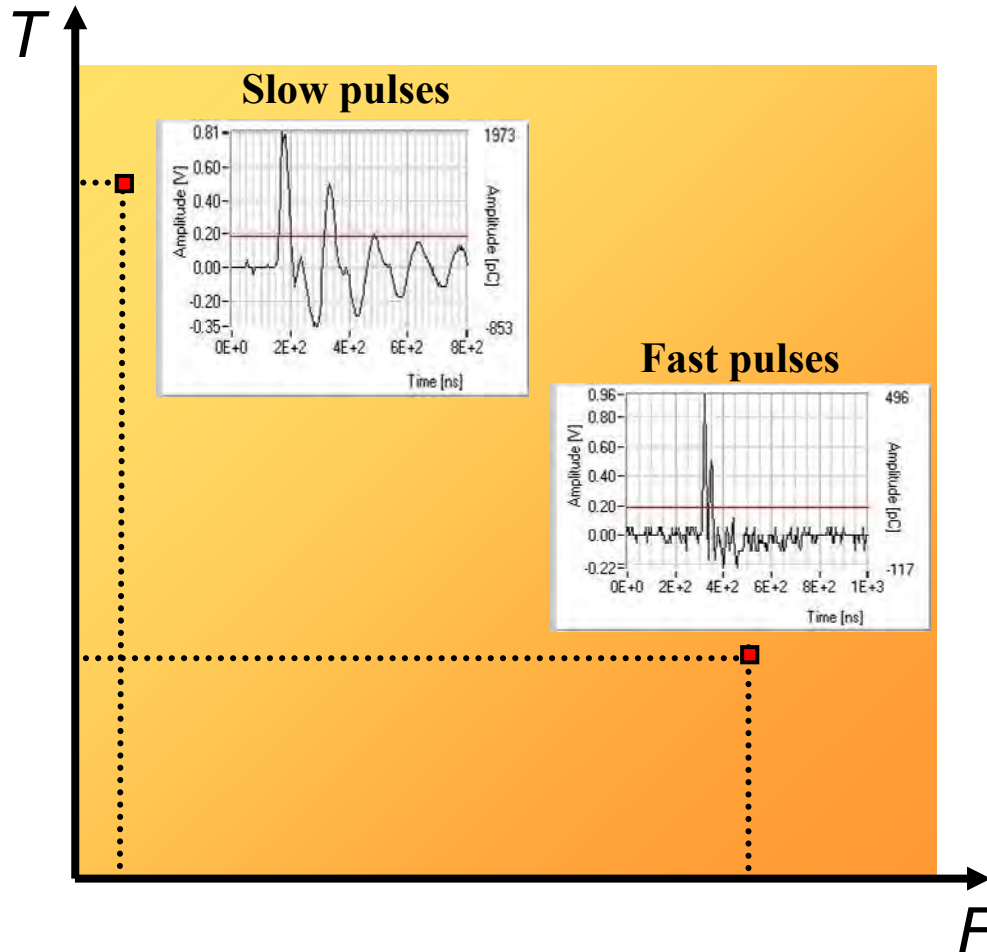 T
Slow pulses
0.81
0.60
0.40
0.20
0.00
-0.20
-0.35
Amplitude [V]
1973
Amplitude [pC]
-853
0E+0 2E+2 4E+2 6E+2 8E+2
Time [ns]
Fast pulses
0.96
0.80
0.60
0.40
0.20
0.00
-0.22
Amplitude [V]
496
Amplitude [pC]
-117
0E+0 2E+2 4E+2 6E+2 8E+2 1E+3
Time [ns]
F